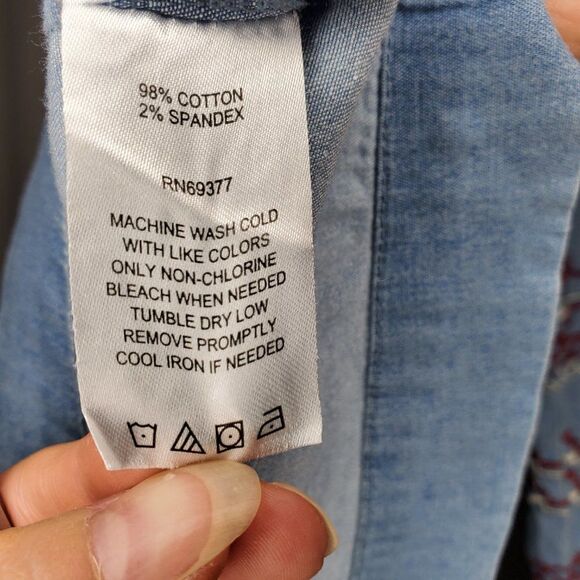 98% COTTON
2% SPANDEX
RN69377
MACHINE WASH COLD
WITH LIKE COLORS
ONLY NON-CHLORINE
BLEACH WHEN NEEDED
TUMBLE DRY LOW
REMOVE PROMPTLY
COOL IRON IF NEEDED